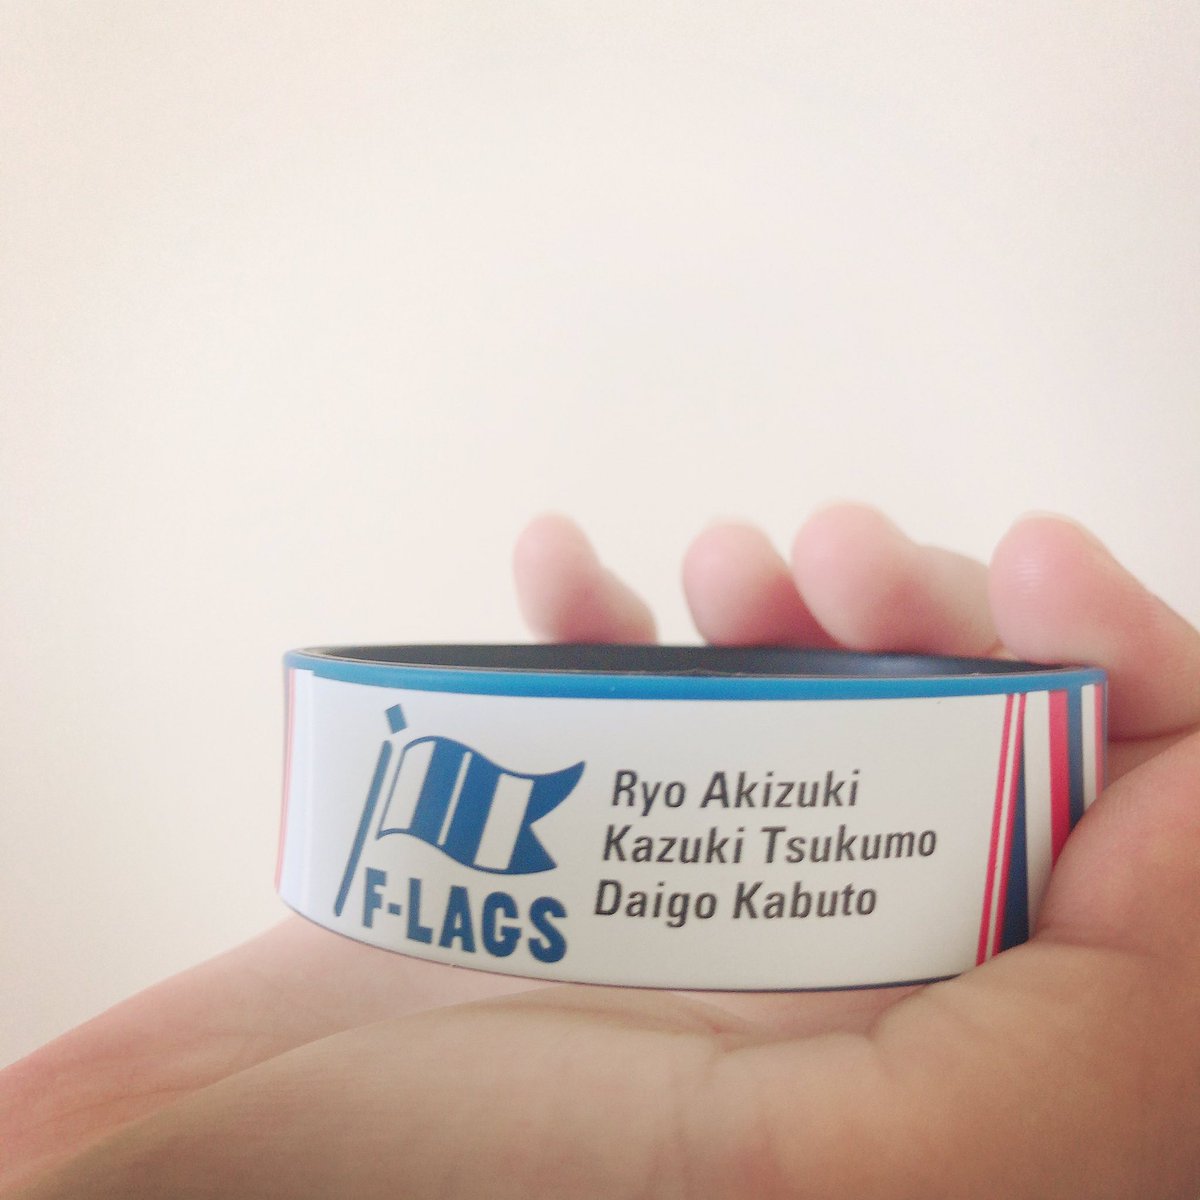 F-LAGS
Ryo Akizuki
Kazuki Tsukumo
Daigo Kabuto